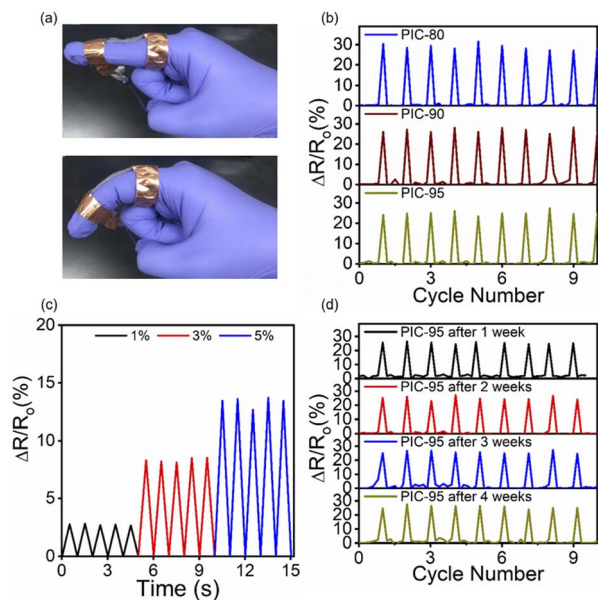 (a)
(b)
PIC-80
30
20
10
0
PIC-90
30
20
10
0
PIC-95
30
20
10
0
0 3 6 9
Cycle Number
ΔR/Ro(%)
(c)
1% 3% 5%
20
15
10
5
0
0 3 6 9 12 15
Time (s)
ΔR/Ro(%)
(d)
PIC-95 after 1 week
30
20
10
0
PIC-95 after 2 weeks
30
20
10
0
PIC-95 after 3 weeks
30
20
10
0
PIC-95 after 4 weeks
30
20
10
0
0 3 6 9
Cycle Number
ΔR/Ro(%)